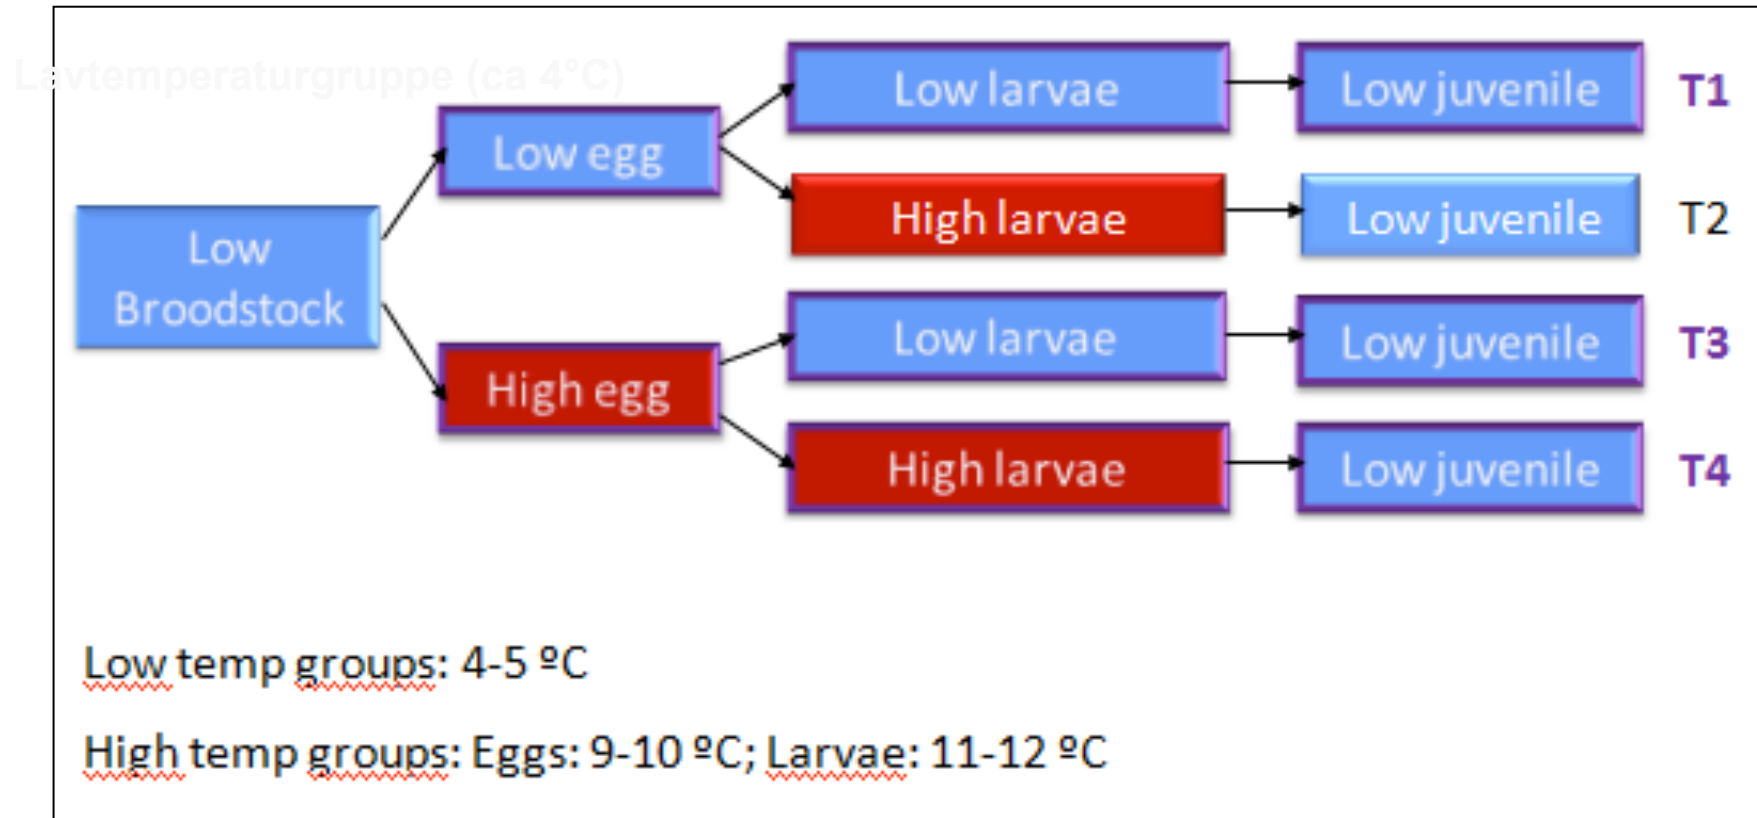 Lavtemperaturgruppe (ca 4°C)
Low larvae
Low juvenile
T1
Low egg
High larvae
Low juvenile
T2
Low
Broodstock
Low larvae
Low juvenile
T3
High egg
High larvae
Low juvenile
T4
Low temp groups: 4-5 ºC
High temp groups: Eggs: 9-10 ºC; Larvae: 11-12 ºC